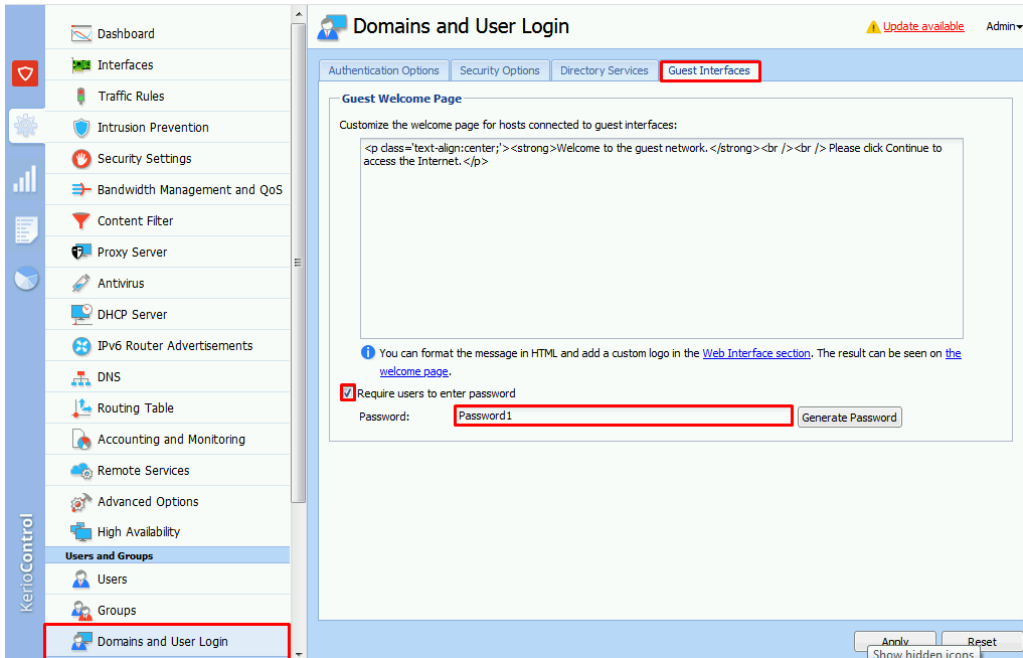 Dashboard
Interfaces
Traffic Rules
Intrusion Prevention
Security Settings
Bandwidth Management and QoS
Content Filter
Proxy Server
Antivirus
DHCP Server
IPv6 Router Advertisements
DNS
Routing Table
Accounting and Monitoring
Remote Services
Advanced Options
High Availability
Users and Groups
Users
Groups
Domains and User Login
KerioControl
Domains and User Login
Update available
Admin
Authentication Options Security Options Directory Services Guest Interfaces
Guest Welcome Page
Customize the welcome page for hosts connected to guest interfaces:
<p class='text-align:center;'><strong>Welcome to the guest network.</strong><br /><br /> Please click Continue to
access the Internet.</p>
You can format the message in HTML and add a custom logo in the Web Interface section. The result can be seen on the
welcome page.
Require users to enter password
Password: Password1 Generate Password
Apply Reset
Show hidden icons